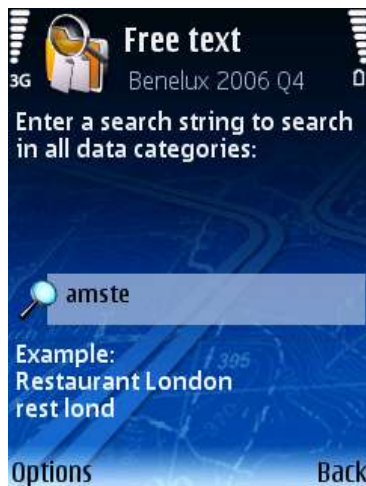 Free text
3G
Benelux 2006 Q4
Enter a search string to search
in all data categories:
amste
395
Example:
Restaurant London
rest lond
Options
Back